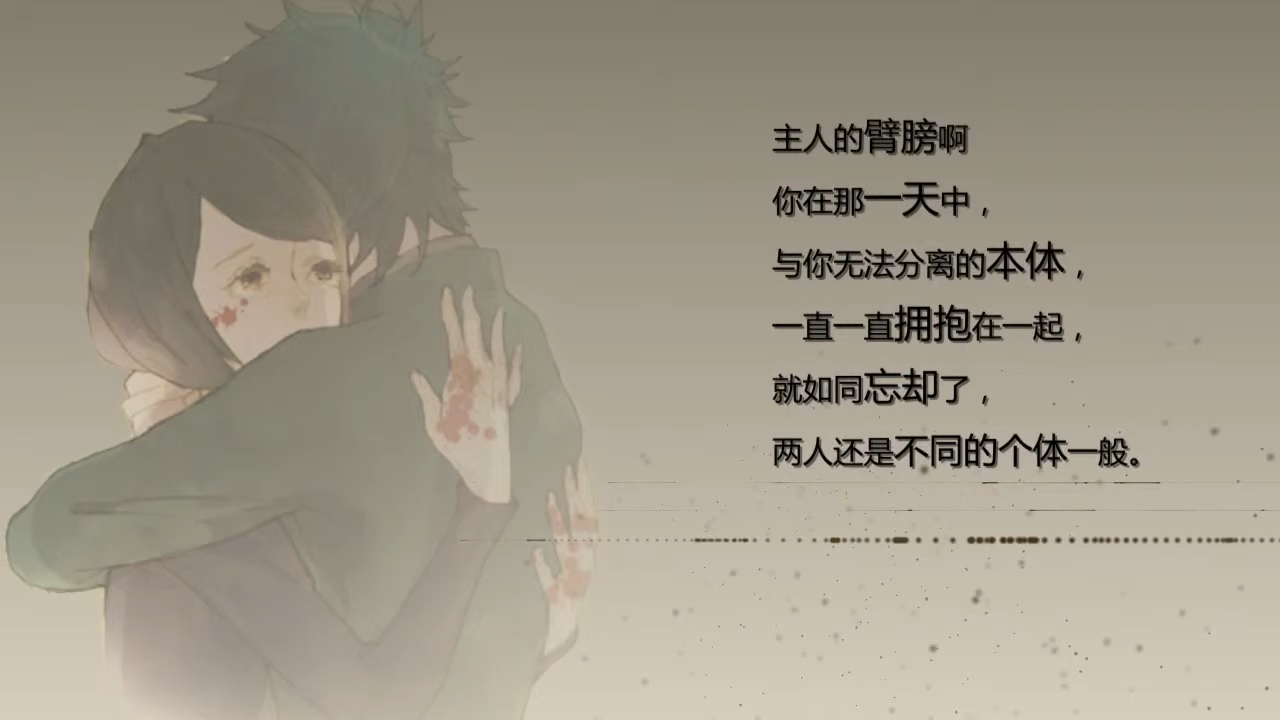 主人的臂膀啊
你在那一天中，
与你无法分离的本体，
一直一直拥抱在一起，
就如同忘却了，
两人还是不同的个体一般。